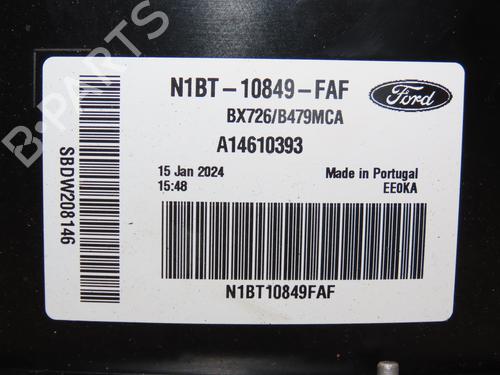 B-PARTS
N1BT-10849-FAF
Ford
BX726/B479MCA
A14610393
15 Jan 2024
15:48
Made in Portugal
EE0KA
SBDW208146
N1BT10849FAF